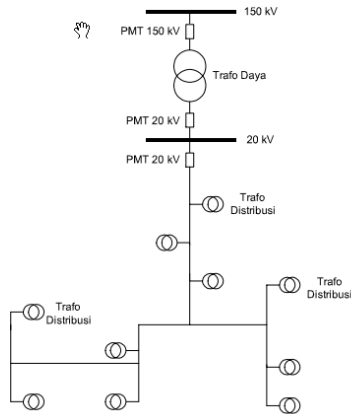 150 kV
PMT 150 kV
Trafo Daya
PMT 20 kV
20 kV
PMT 20 kV
Trafo
Distribusi
Trafo
Distribusi
Trafo
Distribusi